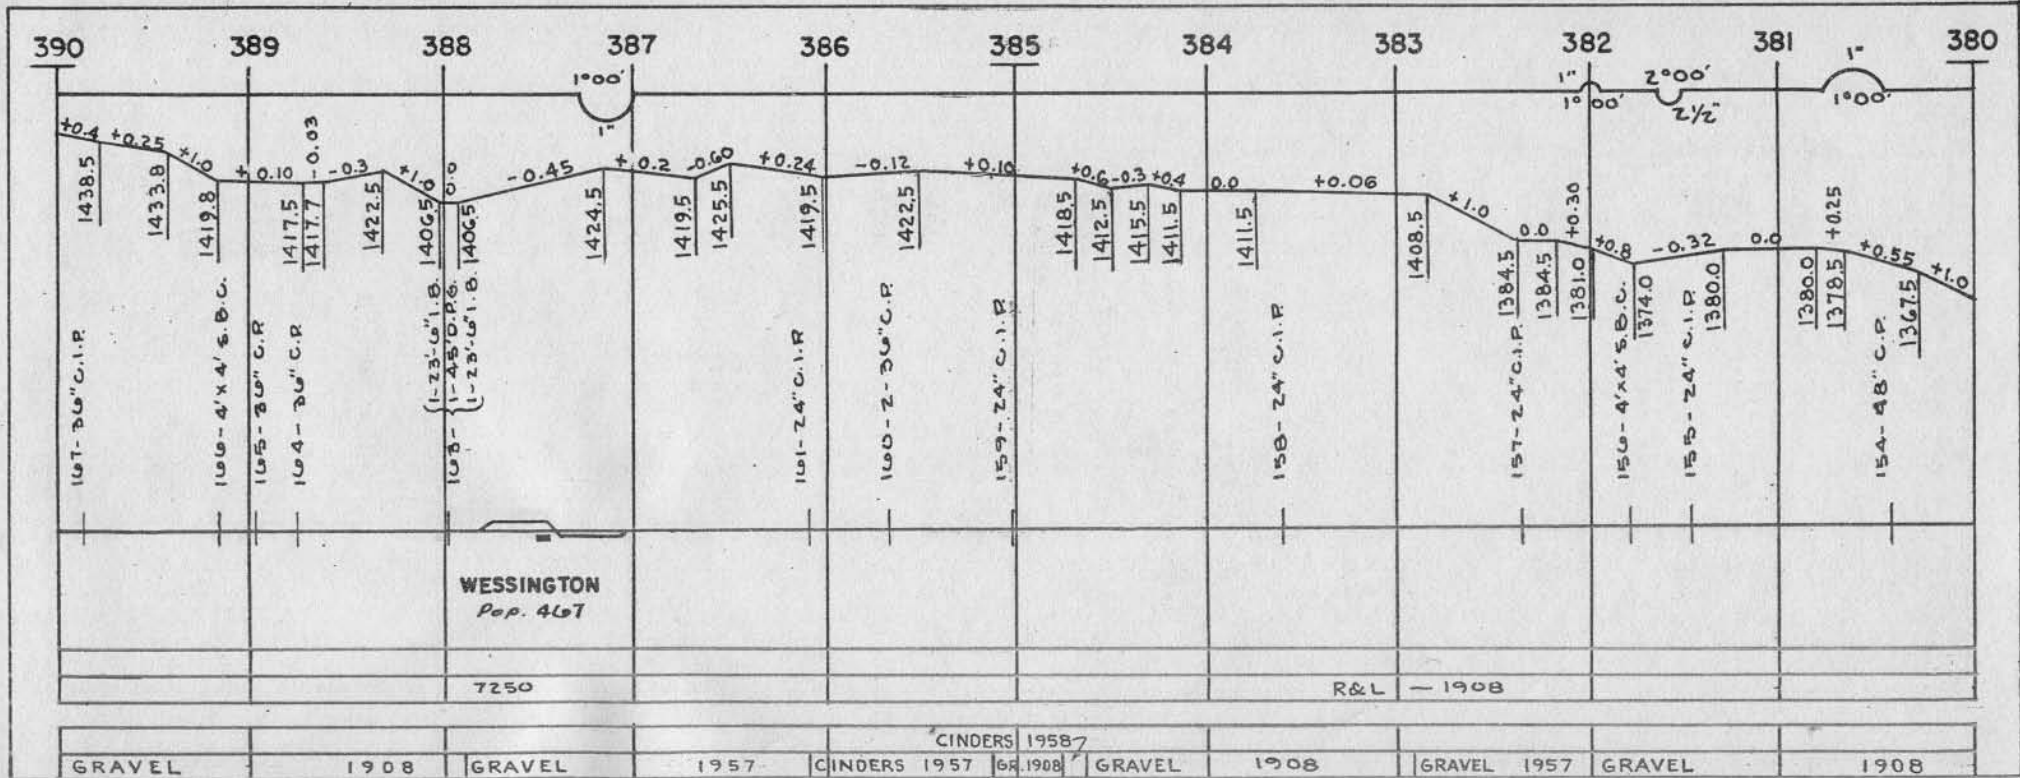 390 389 388 387 386 385 384 383 382 381 380
1°00' 1" 1" 1°00' 2°00' 2½" 1" 1°00'
+0.4 +0.25 +1.0 +0.10 -0.03 -0.3 +1.0 0.0 -0.45 +0.2 -0.60 +0.24 -0.12 +0.10 +0.6 -0.3 +0.4 0.0 +0.06 +1.0 0.0 +0.30 +0.8 -0.32 0.0 +0.25 +0.55 +1.0
1438.5 1433.8 1419.8 1417.5 1417.7 1422.5 1406.5 1406.5 1424.5 1419.5 1425.5 1419.5 1422.5 1418.5 1412.5 1415.5 1411.5 1411.5 1408.5 1384.5 1384.5 1381.0 1374.0 1380.0 1380.0 1378.5 1367.5
167-36" C.I.P.
166-4'x4' S.B.C.
165-36" C.P.
164-36" C.P.
163-
1-23'-6" I.B.
1-45' D.P.G.
1-23'-6" I.B.
161-24" C.I.P.
160-2-36" C.P.
159-24" C.I.P.
158-24" C.I.P.
157-24" C.I.P.
156-4'x4' S.B.C.
155-24" C.I.P.
154-48" C.P.
WESSINGTON
Pop. 467
7250 R&L - 1908
CINDERS 1958
GRAVEL 1908 GRAVEL 1957 CINDERS 1957 GR.1908 GRAVEL 1908 GRAVEL 1957 GRAVEL 1908